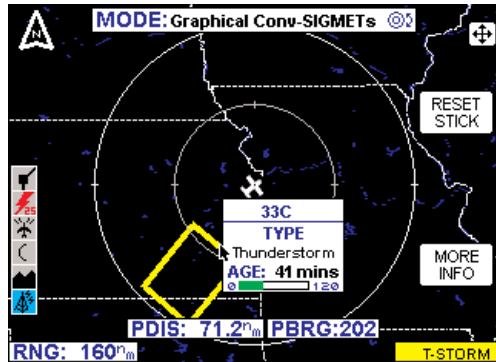 MODE: Graphical Conv-SIGMETs
N
RESET
STICK
25
33C
TYPE
Thunderstorm
AGE: 41 mins
0 120
MORE
INFO
PDIS: 71.2nm PBRG:202
RNG: 160nm
T-STORM